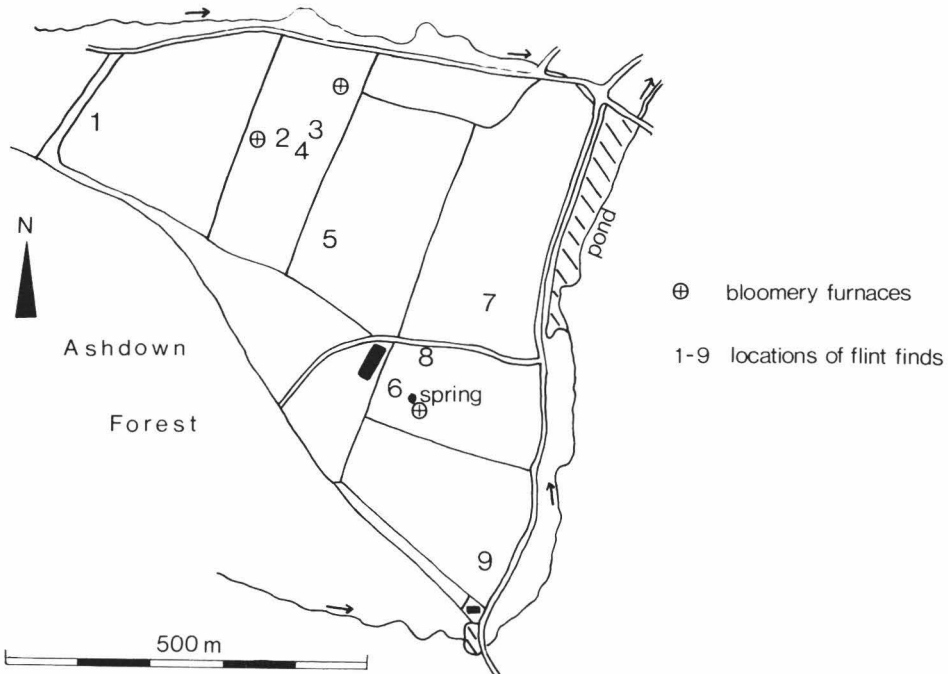 1
2
3
4
5
N
7
pond
⊕ bloomery furnaces
1-9 locations of flint finds
Ashdown
Forest
8
6
spring
9
500 m